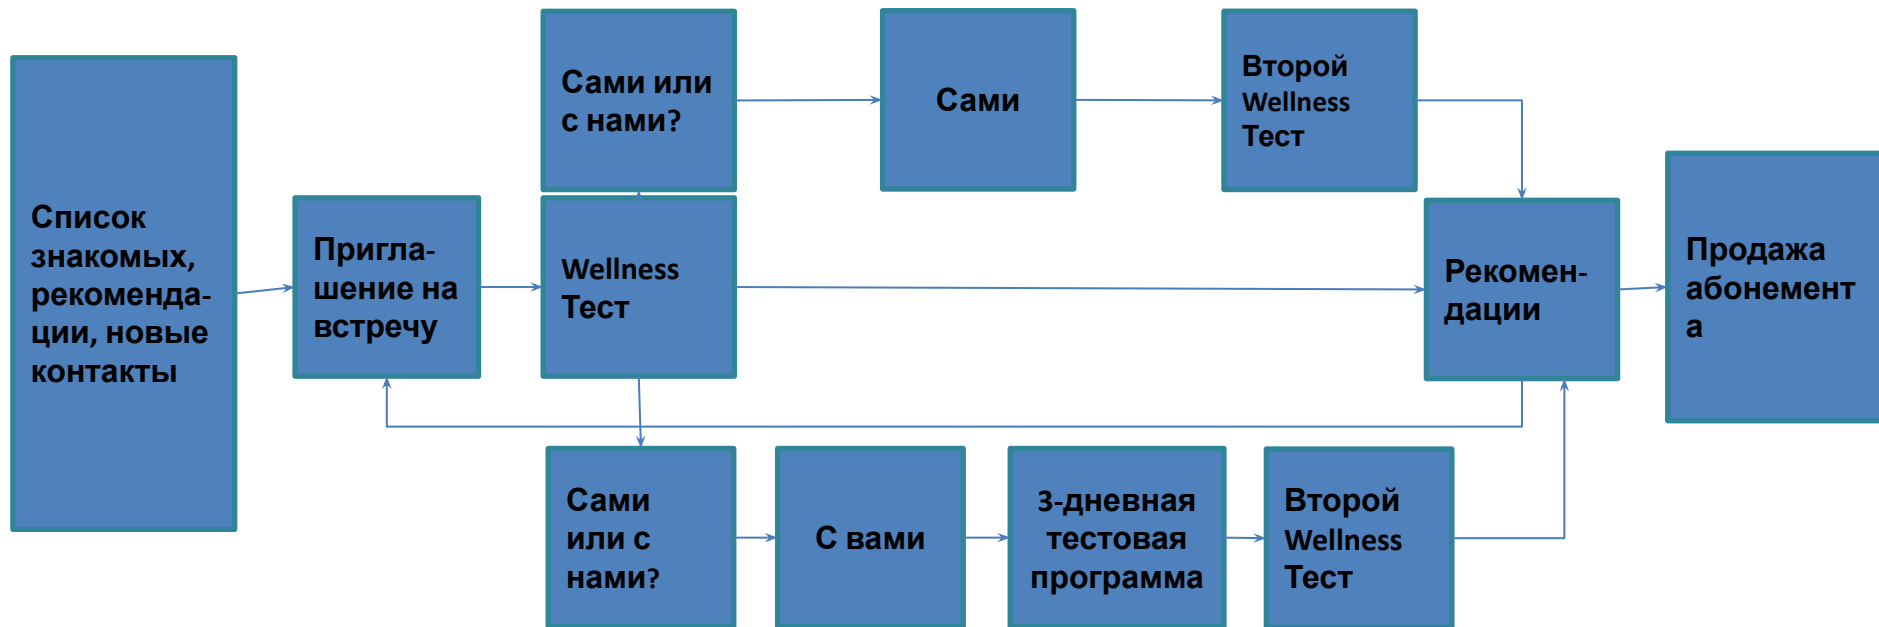 Список
знакомых,
рекоменда-
ции, новые
контакты
Пригла-
шение на
встречу
Сами или
с нами?
Wellness
Тест
Сами
Второй
Wellness
Тест
Рекомен-
дации
Продажа
абонемент
а
Сами
или с
нами?
С вами
3-дневная
тестовая
программа
Второй
Wellness
Тест